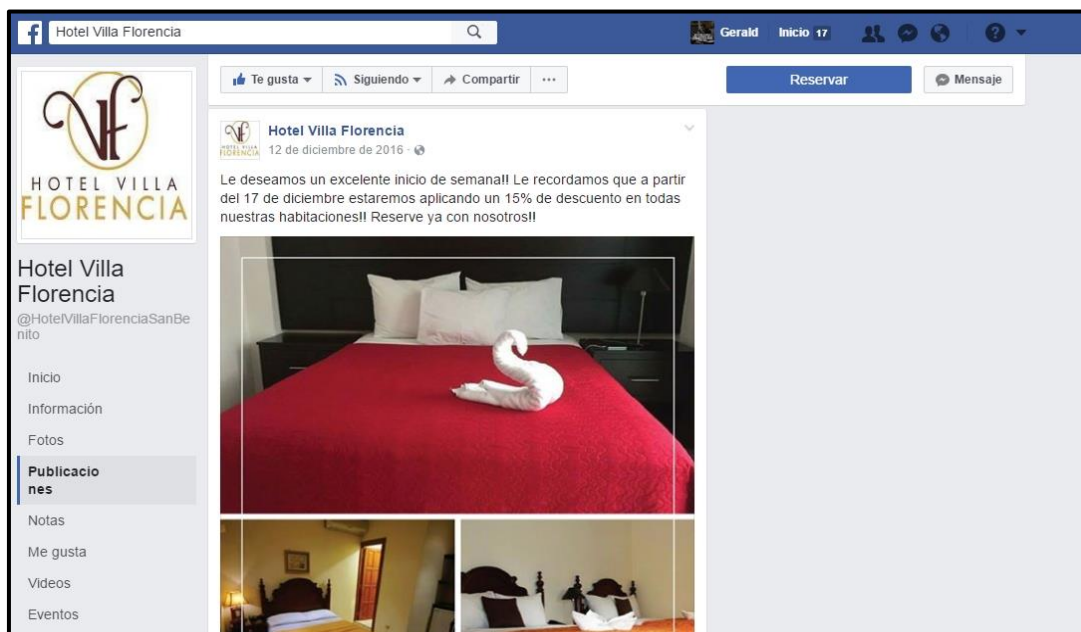 Hotel Villa Florencia
Gerald Inicio 17
?
HOTEL VILLA
FLORENCIA
Hotel Villa
Florencia
@HotelVillaFlorenciaSanBe
nito
Inicio
Información
Fotos
Publicacio
nes
Notas
Me gusta
Videos
Eventos
Te gusta Siguiendo Compartir ...
Reservar Mensaje
HOTEL VILLA
FLORENCIA
Hotel Villa Florencia
12 de diciembre de 2016 ·
Le deseamos un excelente inicio de semana!! Le recordamos que a partir
del 17 de diciembre estaremos aplicando un 15% de descuento en todas
nuestras habitaciones!! Reserve ya con nosotros!!